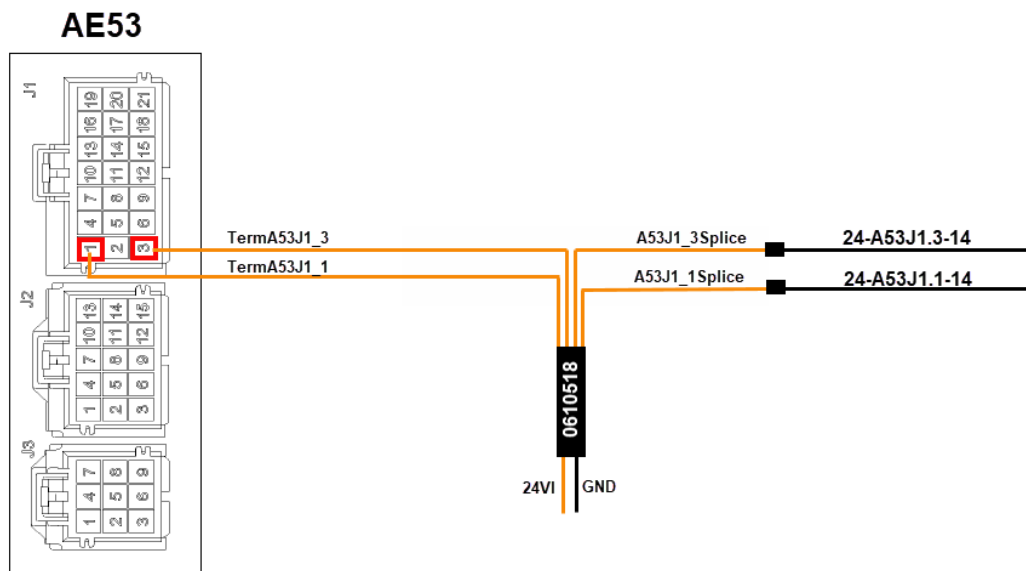 AE53
J1
19 20 21
16 17 18
13 14 15
10 11 12
7 8 9
4 5 6
1 2 3
TermA53J1_3
TermA53J1_1
A53J1_3Splice
A53J1_1Splice
24-A53J1.3-14
24-A53J1.1-14
J2
13 14 15
10 11 12
7 8 9
4 5 6
1 2 3
0610518
24VI
GND
J3
7 8 9
4 5 6
1 2 3